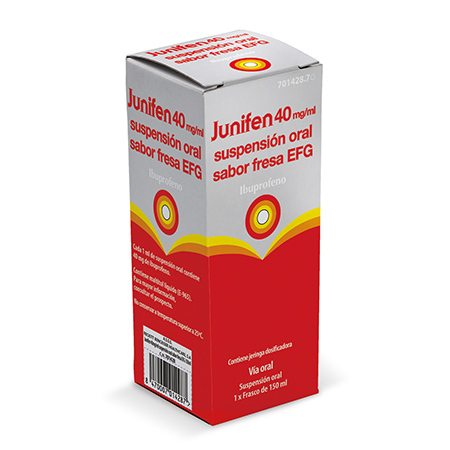 Junifen 40 mg/ml
suspensión oral
sabor fresa EFG
701428.7
Junifen 40 mg/ml
suspensión oral
sabor fresa EFG
Ibuprofeno
Contiene jeringa dosificadora
Vía oral
Suspensión oral
1 x Frasco de 150 ml
Cada 1 ml de suspensión oral contiene
40 mg de Ibuprofeno.
Contiene maltitol líquido (E-965).
Para mayor información,
consultar el prospecto.
No conservar a temperatura superior a 25ºC.
8 470007 014287